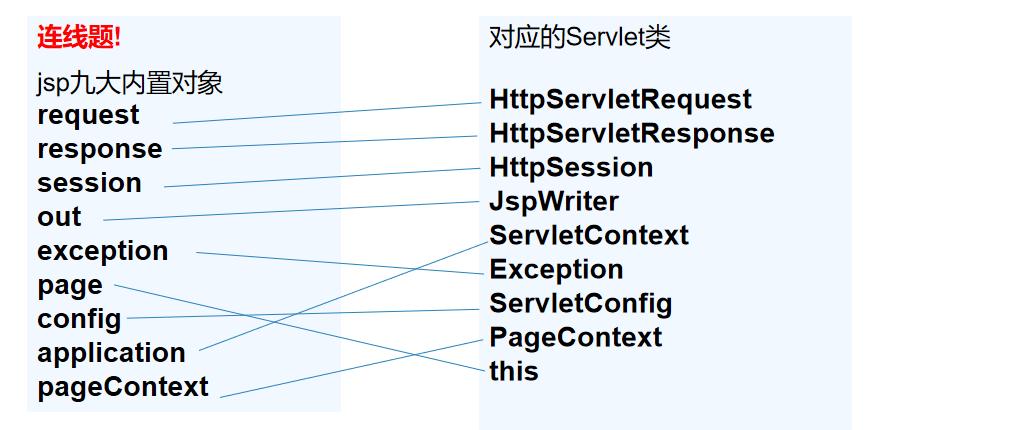 连线题!
jsp九大内置对象
request
response
session
out
exception
page
config
application
pageContext
对应的Servlet类
HttpServletRequest
HttpServletResponse
HttpSession
JspWriter
ServletContext
Exception
ServletConfig
PageContext
this